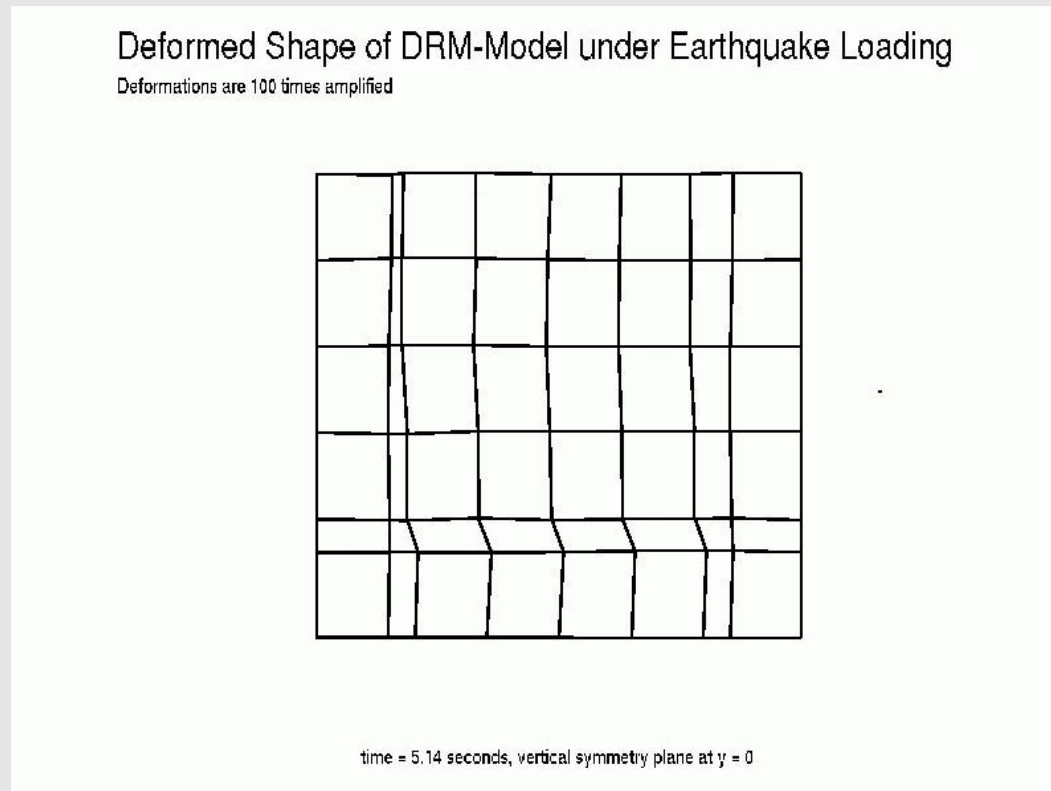 Deformed Shape of DRM-Model under Earthquake Loading
Deformations are 100 times amplified
time = 5.14 seconds, vertical symmetry plane at y = 0